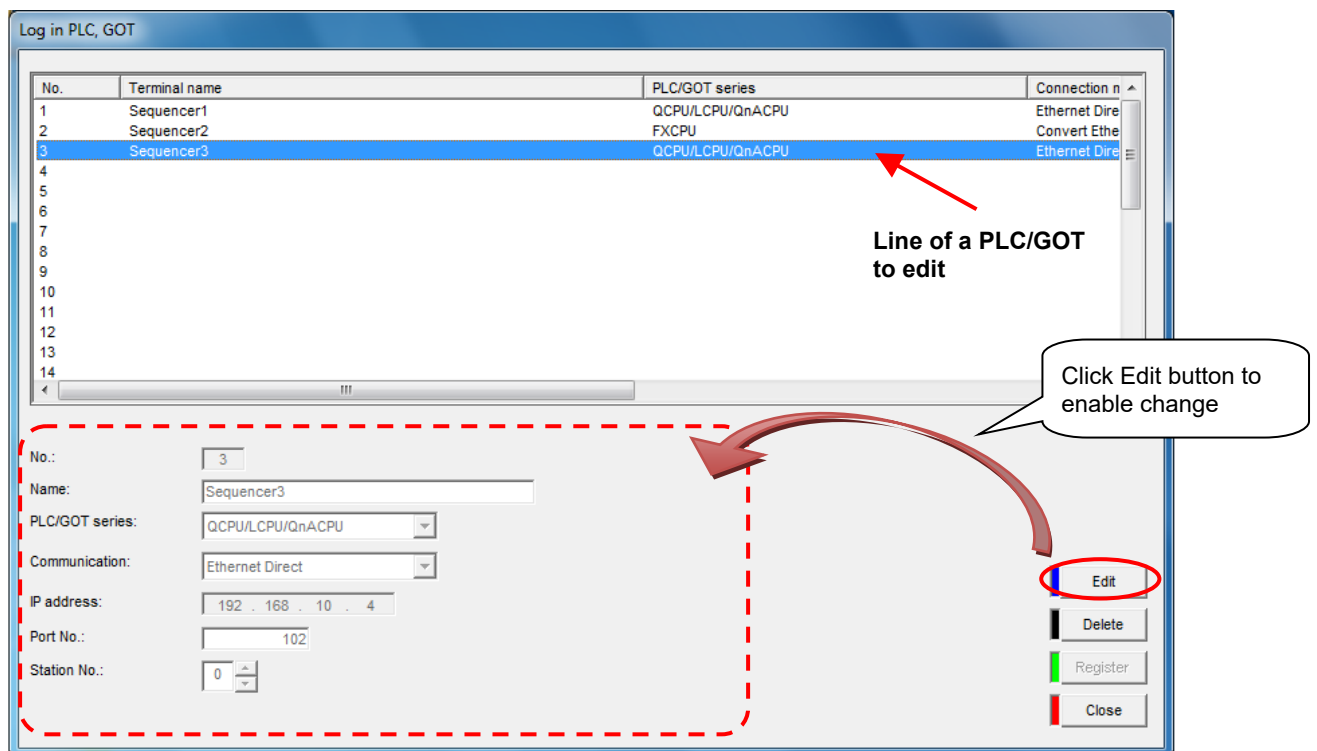 Log in PLC, GOT
No. Terminal name PLC/GOT series Connection n
1 Sequencer1 QCPU/LCPU/QnACPU Ethernet Dire
2 Sequencer2 FXCPU Convert Ethe
3 Sequencer3 QCPU/LCPU/QnACPU Ethernet Dire
4
5
6
7
8
9
10
11
12
13
14
Line of a PLC/GOT
to edit
Click Edit button to
enable change
No.: 3
Name: Sequencer3
PLC/GOT series: QCPU/LCPU/QnACPU
Communication: Ethernet Direct
IP address: 192 . 168 . 10 . 4
Port No.: 102
Station No.: 0
Edit
Delete
Register
Close